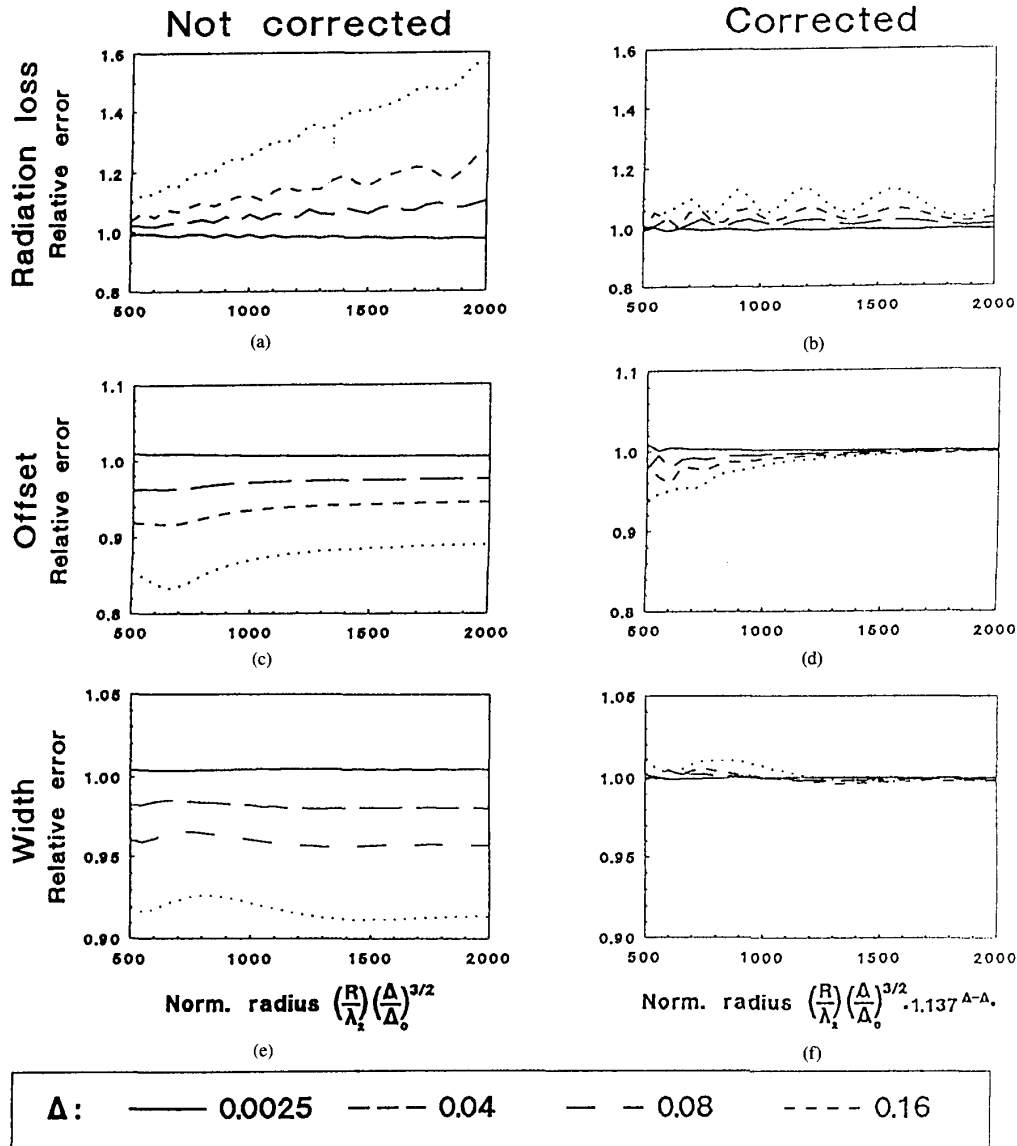 Not corrected
Corrected
Radiation loss
Relative error
1.6
1.4
1.2
1.0
0.8
500 1000 1500 2000
(a)
1.6
1.4
1.2
1.0
0.8
500 1000 1500 2000
(b)
Offset
Relative error
1.1
1.0
0.9
0.8
500 1000 1500 2000
(c)
1.1
1.0
0.9
0.8
500 1000 1500 2000
(d)
Width
Relative error
1.05
1.00
0.95
0.90
500 1000 1500 2000
Norm. radius (R/λ₂)(Δ/Δ₀)^3/2
(e)
1.05
1.00
0.95
0.90
500 1000 1500 2000
Norm. radius (R/λ₂)(Δ/Δ₀)^3/2 ·1.137^Δ-Δ₀
(f)
Δ: 0.0025 0.04 0.08 0.16